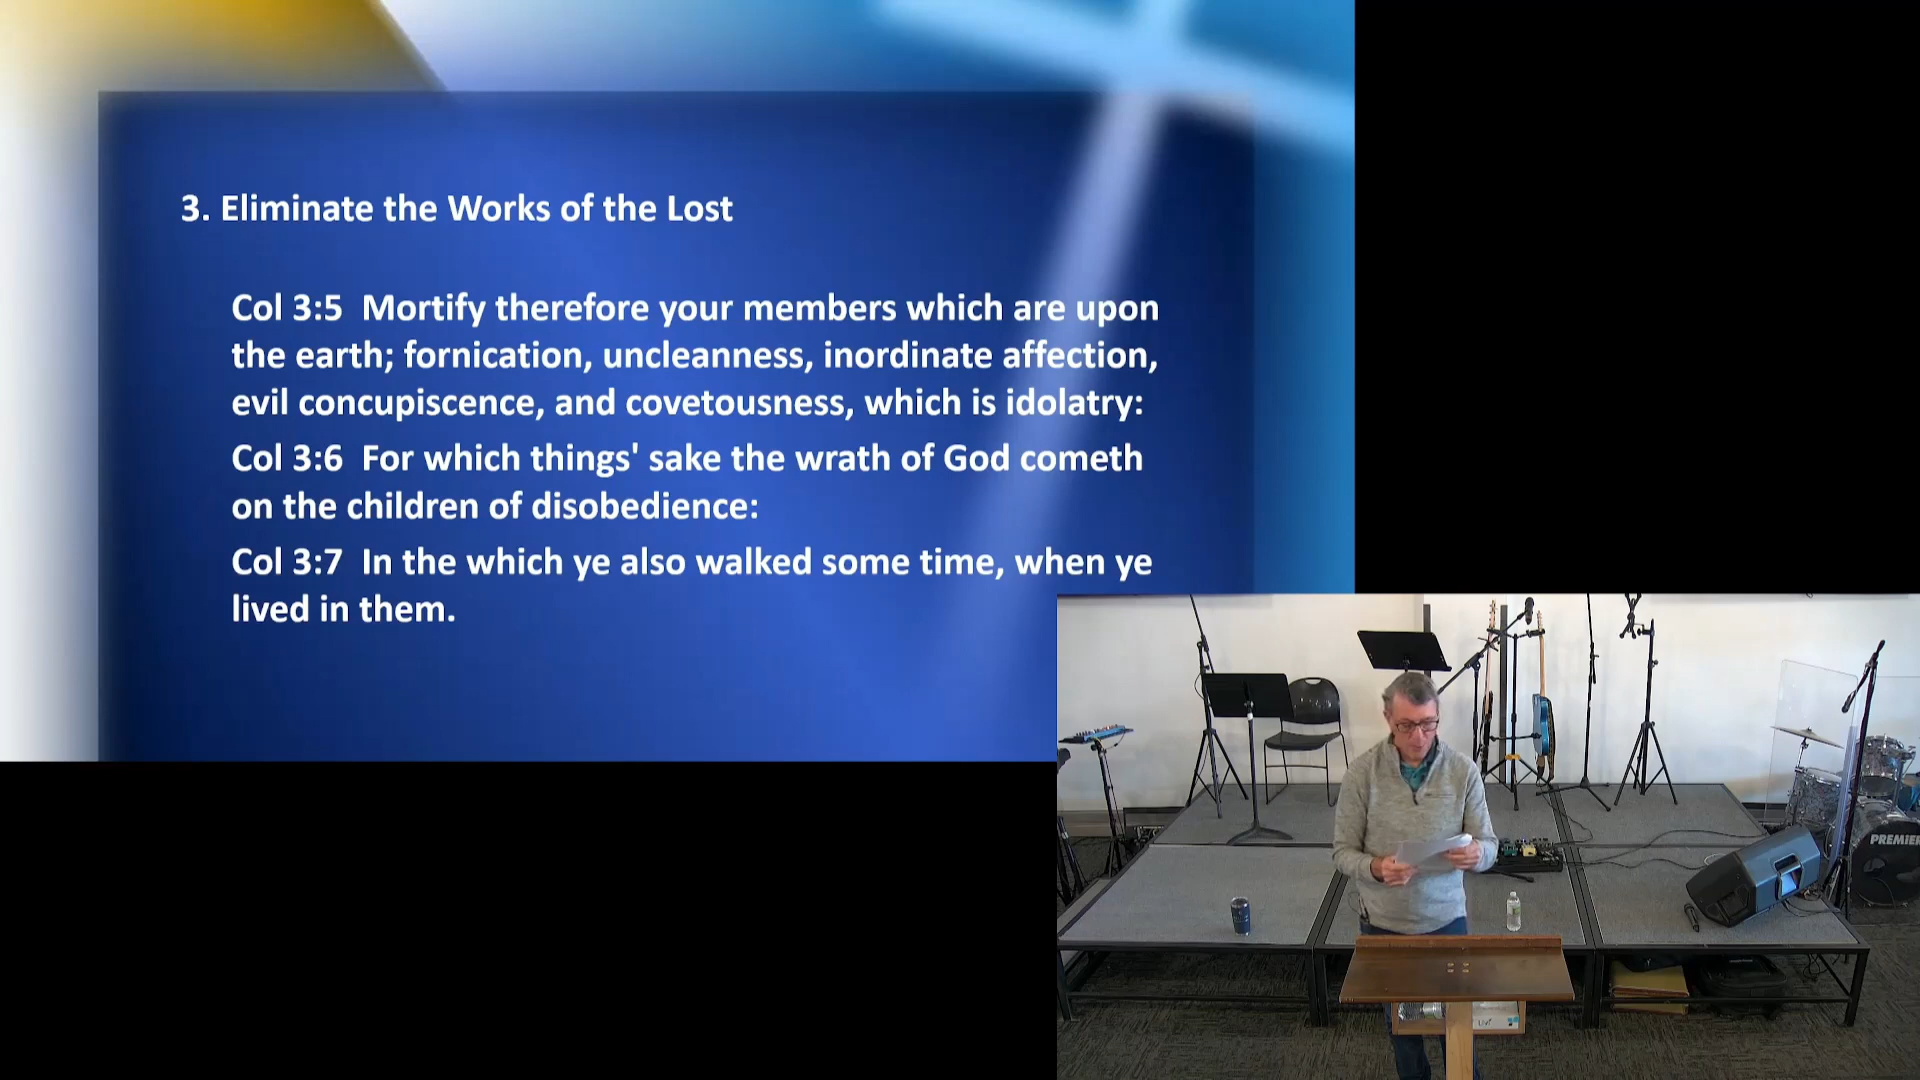 3. Eliminate the Works of the Lost
Col 3:5  Mortify therefore your members which are upon
the earth; fornication, uncleanness, inordinate affection,
evil concupiscence, and covetousness, which is idolatry:
Col 3:6  For which things' sake the wrath of God cometh
on the children of disobedience:
Col 3:7  In the which ye also walked some time, when ye
lived in them.
PREMIER